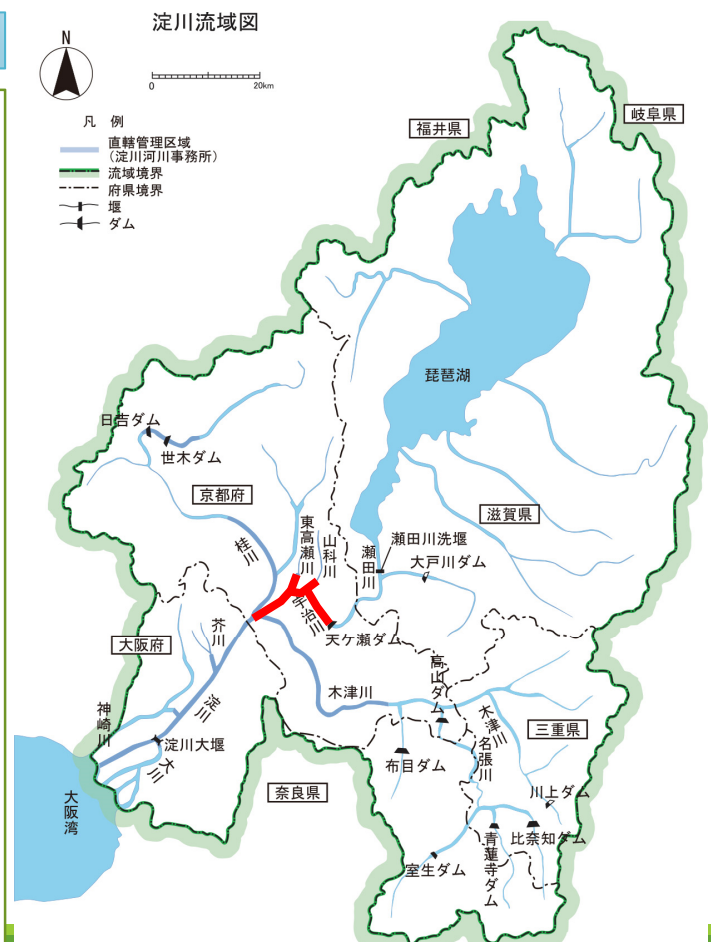 淀川流域図
N
0
20km
凡 例
直轄管理区域
(淀川河川事務所)
流域境界
府県境界
堰
ダム
福井県
岐阜県
琵琶湖
日吉ダム
世木ダム
京都府
滋賀県
桂川
東高瀬川
山科川
瀬田川
瀬田川洗堰
大戸川ダム
宇治川
天ケ瀬ダム
大阪府
芥川
木津川
高山ダム
木津川
三重県
神崎川
淀川
淀川大堰
大川
名張川
布目ダム
奈良県
川上ダム
大阪湾
比奈知ダム
青蓮寺ダム
室生ダム